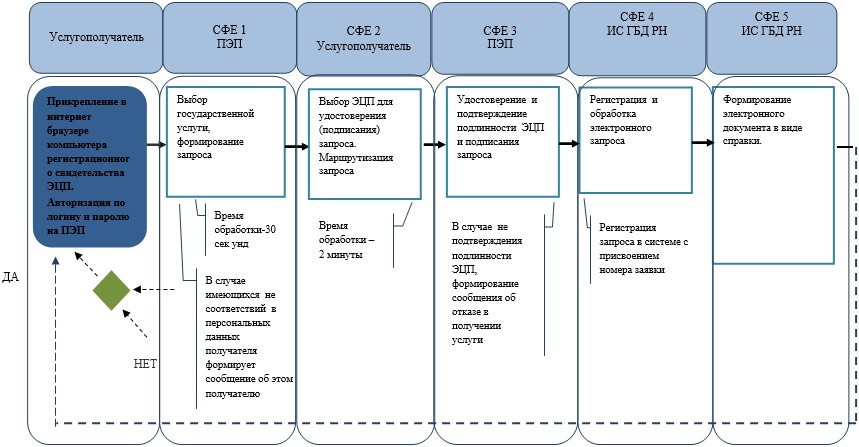 Услугополучатель
СФЕ 1
ПЭП
СФЕ 2
Услугополучатель
СФЕ 3
ПЭП
СФЕ 4
ИС ГБД РН
СФЕ 5
ИС ГБД РН
Прикрепление в
интернет
браузере
компьютера
регистрационног
о свидетельства
ЭЦП.
Авторизация по
логину и паролю
на ПЭП
Выбор
государственной
услуги,
формирование
запроса
Выбор ЭЦП для
удостоверения
(подписания)
запроса.
Маршрутизация
запроса
Удостоверение и
подтверждение
подлинности ЭЦП
и подписания
запроса
Регистрация и
обработка
электронного
запроса
Формирование
электронного
документа в виде
справки.
Время
обработки-30
сек унд
Время
обработки –
2 минуты
В случае не
подтверждения
подлинности
ЭЦП,
формирование
сообщения об
отказе в
получении
услуги
Регистрация
запроса в системе с
присвоением
номера заявки
ДА
В случае
имеющихся не
соответствий в
персональных
данных
получателя
формирует
сообщение об этом
получателю
НЕТ